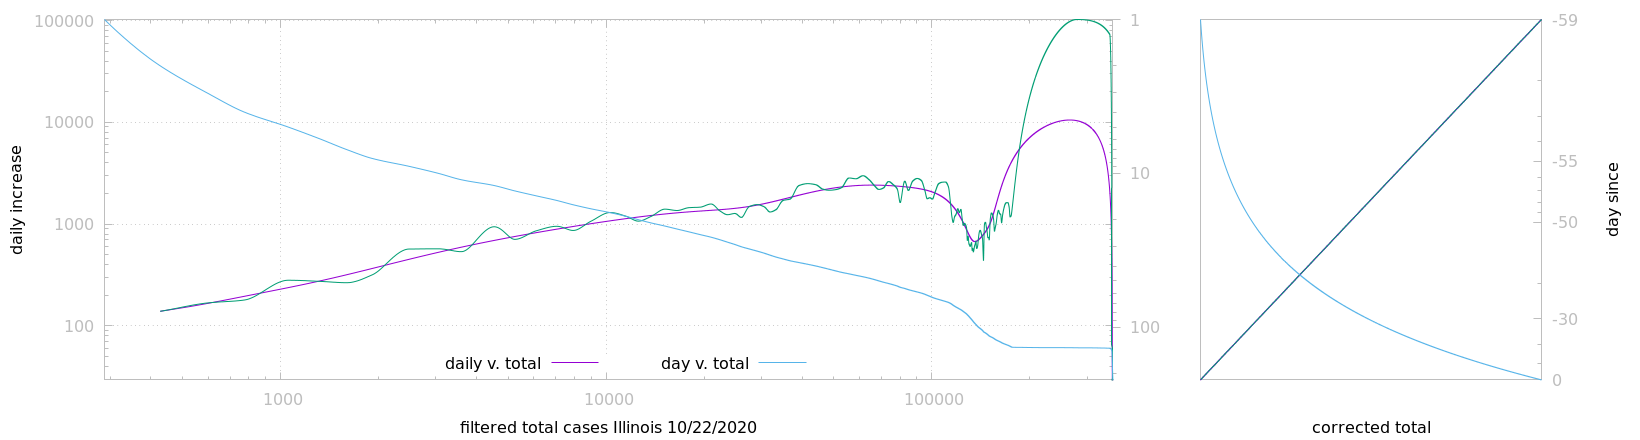 100000
10000
1000
100
daily increase
daily v. total
day v. total
1
10
100
1000
10000
100000
filtered total cases Illinois 10/22/2020
-59
-55
-50
-30
0
day since
corrected total